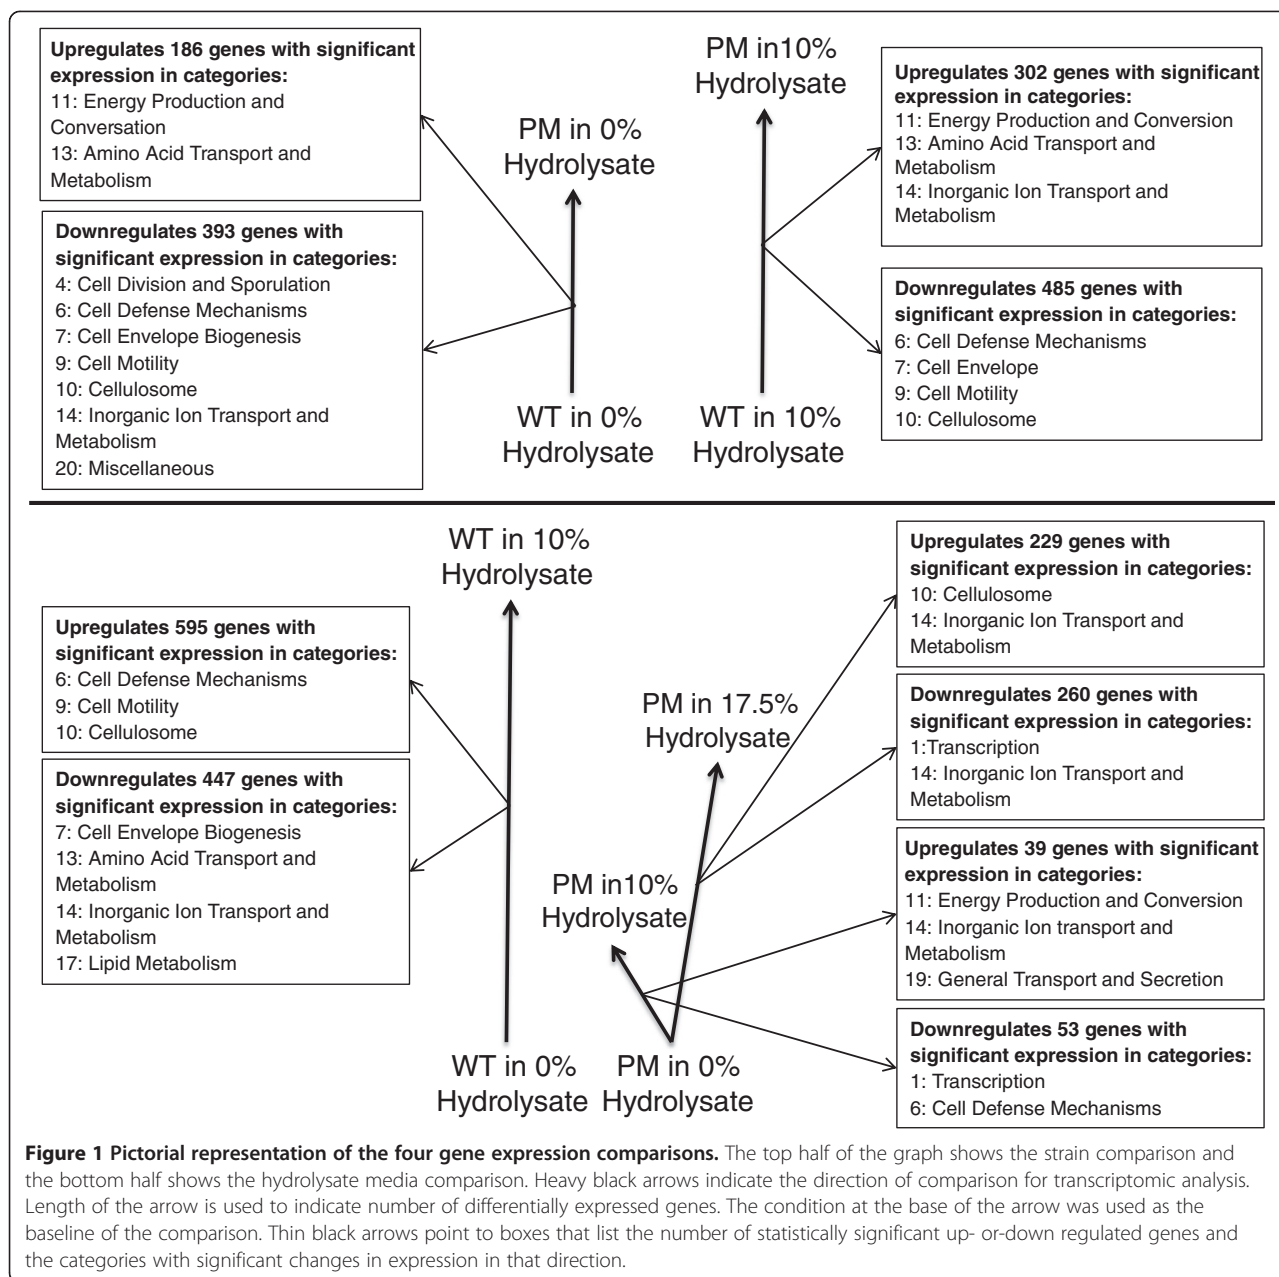 Upregulates 186 genes with significant
expression in categories:
11: Energy Production and
Conversation
13: Amino Acid Transport and
Metabolism
Downregulates 393 genes with
significant expression in categories:
4: Cell Division and Sporulation
6: Cell Defense Mechanisms
7: Cell Envelope Biogenesis
9: Cell Motility
10: Cellulosome
14: Inorganic Ion Transport and
Metabolism
20: Miscellaneous
PM in 0%
Hydrolysate
WT in 0%
Hydrolysate
PM in10%
Hydrolysate
WT in 10%
Hydrolysate
Upregulates 302 genes with significant
expression in categories:
11: Energy Production and Conversion
13: Amino Acid Transport and
Metabolism
14: Inorganic Ion Transport and
Metabolism
Downregulates 485 genes with
significant expression in categories:
6: Cell Defense Mechanisms
7: Cell Envelope
9: Cell Motility
10: Cellulosome
Upregulates 595 genes with
significant expression in categories:
6: Cell Defense Mechanisms
9: Cell Motility
10: Cellulosome
Downregulates 447 genes with
significant expression in categories:
7: Cell Envelope Biogenesis
13: Amino Acid Transport and
Metabolism
14: Inorganic Ion Transport and
Metabolism
17: Lipid Metabolism
WT in 10%
Hydrolysate
WT in 0%
Hydrolysate
PM in 17.5%
Hydrolysate
PM in10%
Hydrolysate
PM in 0%
Hydrolysate
Upregulates 229 genes with
significant expression in categories:
10: Cellulosome
14: Inorganic Ion Transport and
Metabolism
Downregulates 260 genes with
significant expression in categories:
1:Transcription
14: Inorganic Ion Transport and
Metabolism
Upregulates 39 genes with significant
expression in categories:
11: Energy Production and Conversion
14: Inorganic Ion transport and
Metabolism
19: General Transport and Secretion
Downregulates 53 genes with
significant expression in categories:
1: Transcription
6: Cell Defense Mechanisms
Figure 1 Pictorial representation of the four gene expression comparisons. The top half of the graph shows the strain comparison and
the bottom half shows the hydrolysate media comparison. Heavy black arrows indicate the direction of comparison for transcriptomic analysis.
Length of the arrow is used to indicate number of differentially expressed genes. The condition at the base of the arrow was used as the
baseline of the comparison. Thin black arrows point to boxes that list the number of statistically significant up- or-down regulated genes and
the categories with significant changes in expression in that direction.